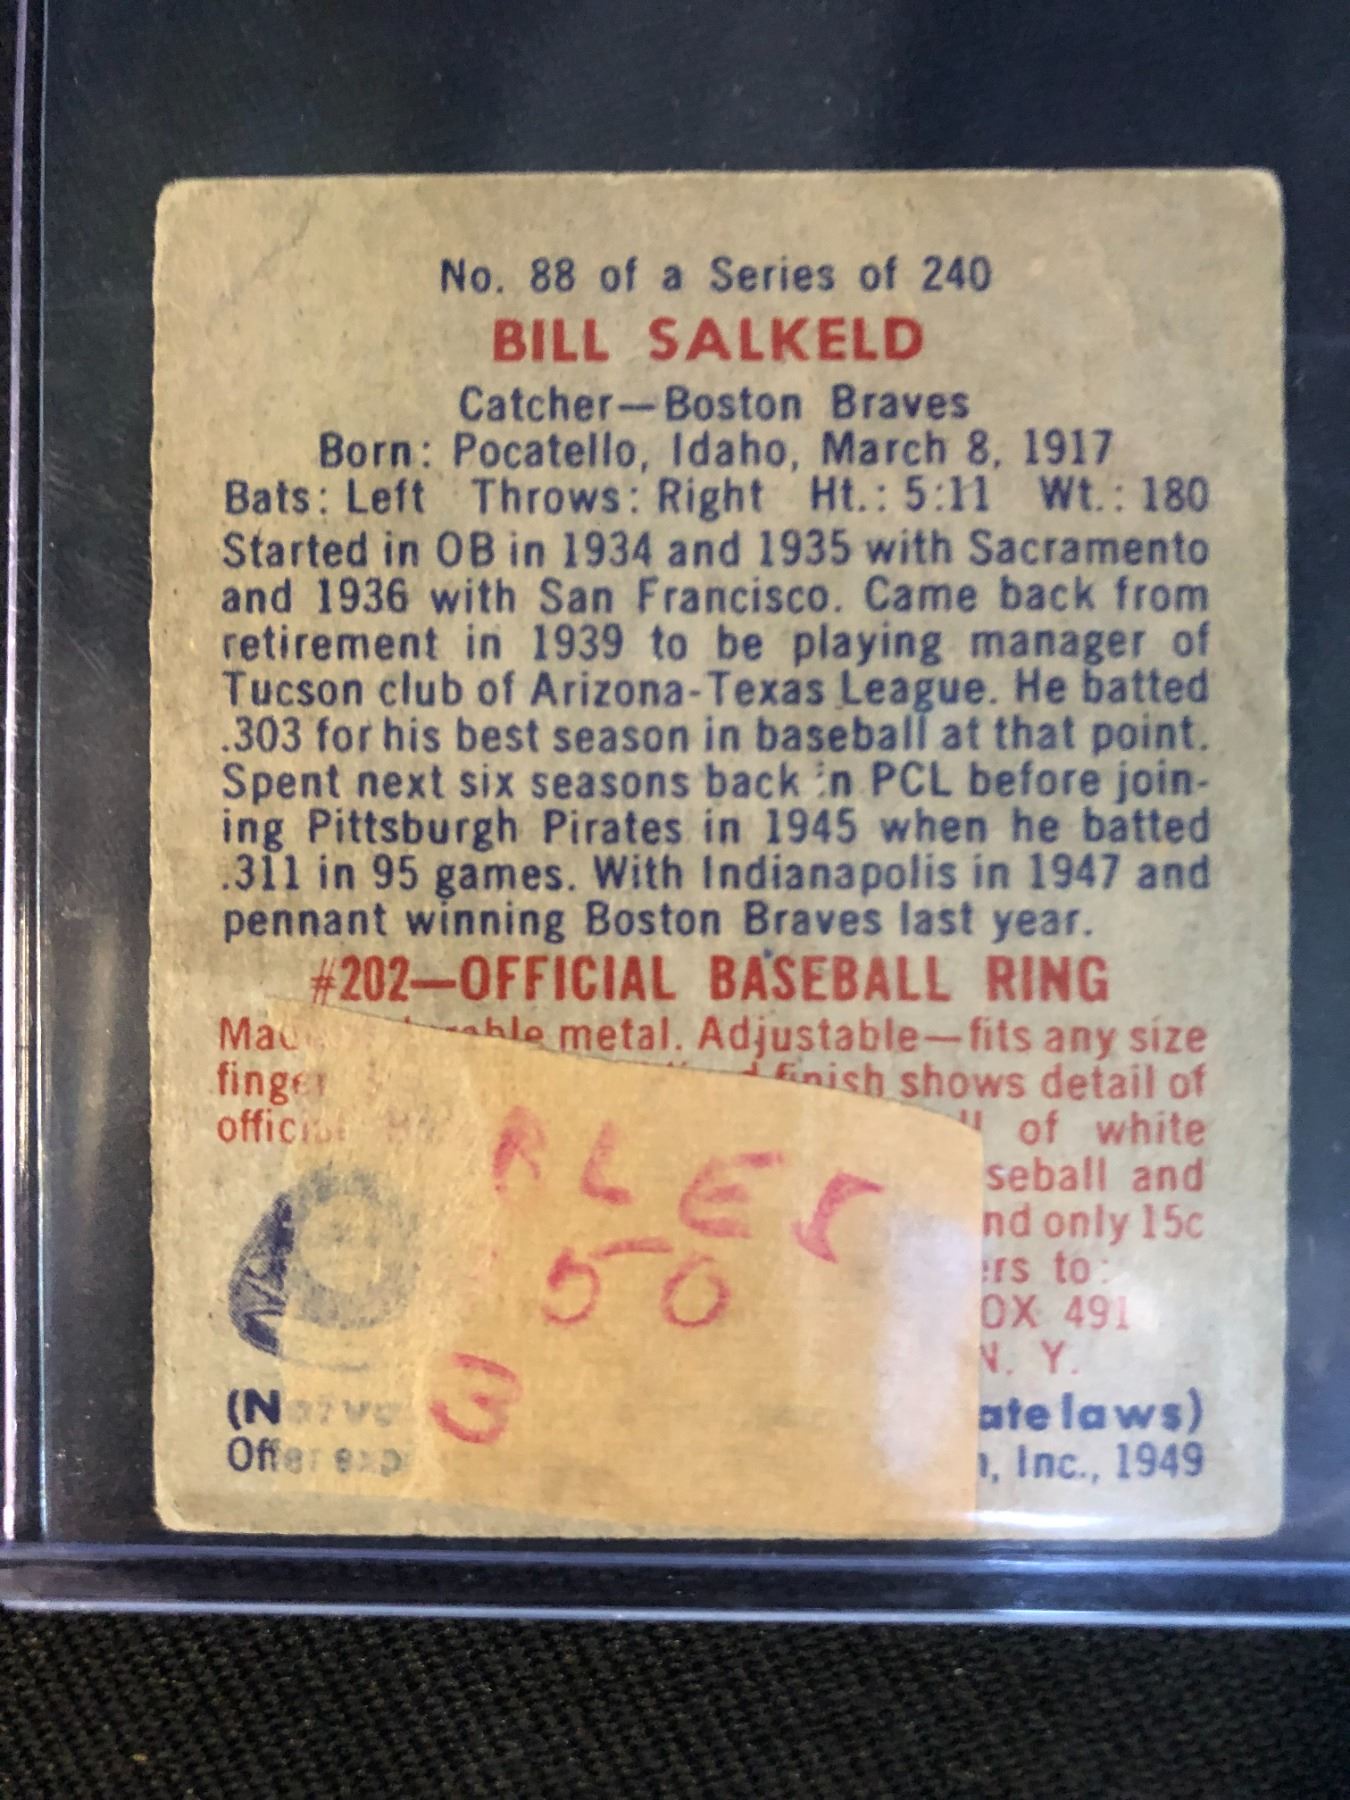 No. 88 of a Series of 240
BILL SALKELD
Catcher—Boston Braves
Born: Pocatello, Idaho, March 8, 1917
Bats: Left Throws: Right Ht.: 5:11 Wt.: 180
Started in OB in 1934 and 1935 with Sacramento
and 1936 with San Francisco. Came back from
retirement in 1939 to be playing manager of
Tucson club of Arizona-Texas League. He batted
.303 for his best season in baseball at that point.
Spent next six seasons back in PCL before join-
ing Pittsburgh Pirates in 1945 when he batted
.311 in 95 games. With Indianapolis in 1947 and
pennant winning Boston Braves last year.
#202—OFFICIAL BASEBALL RING
metal. Adjustable—fits any size
finger finish shows detail of
of white
seball and
nd only 15c
ers to:
OX 491
N. Y.
ate laws)
Offer exp , Inc., 1949
50
3